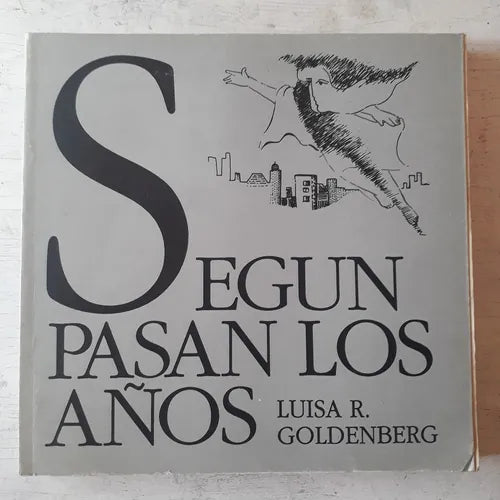 SEGUN
PASAN LOS
AÑOS
LUISA R.
GOLDENBERG